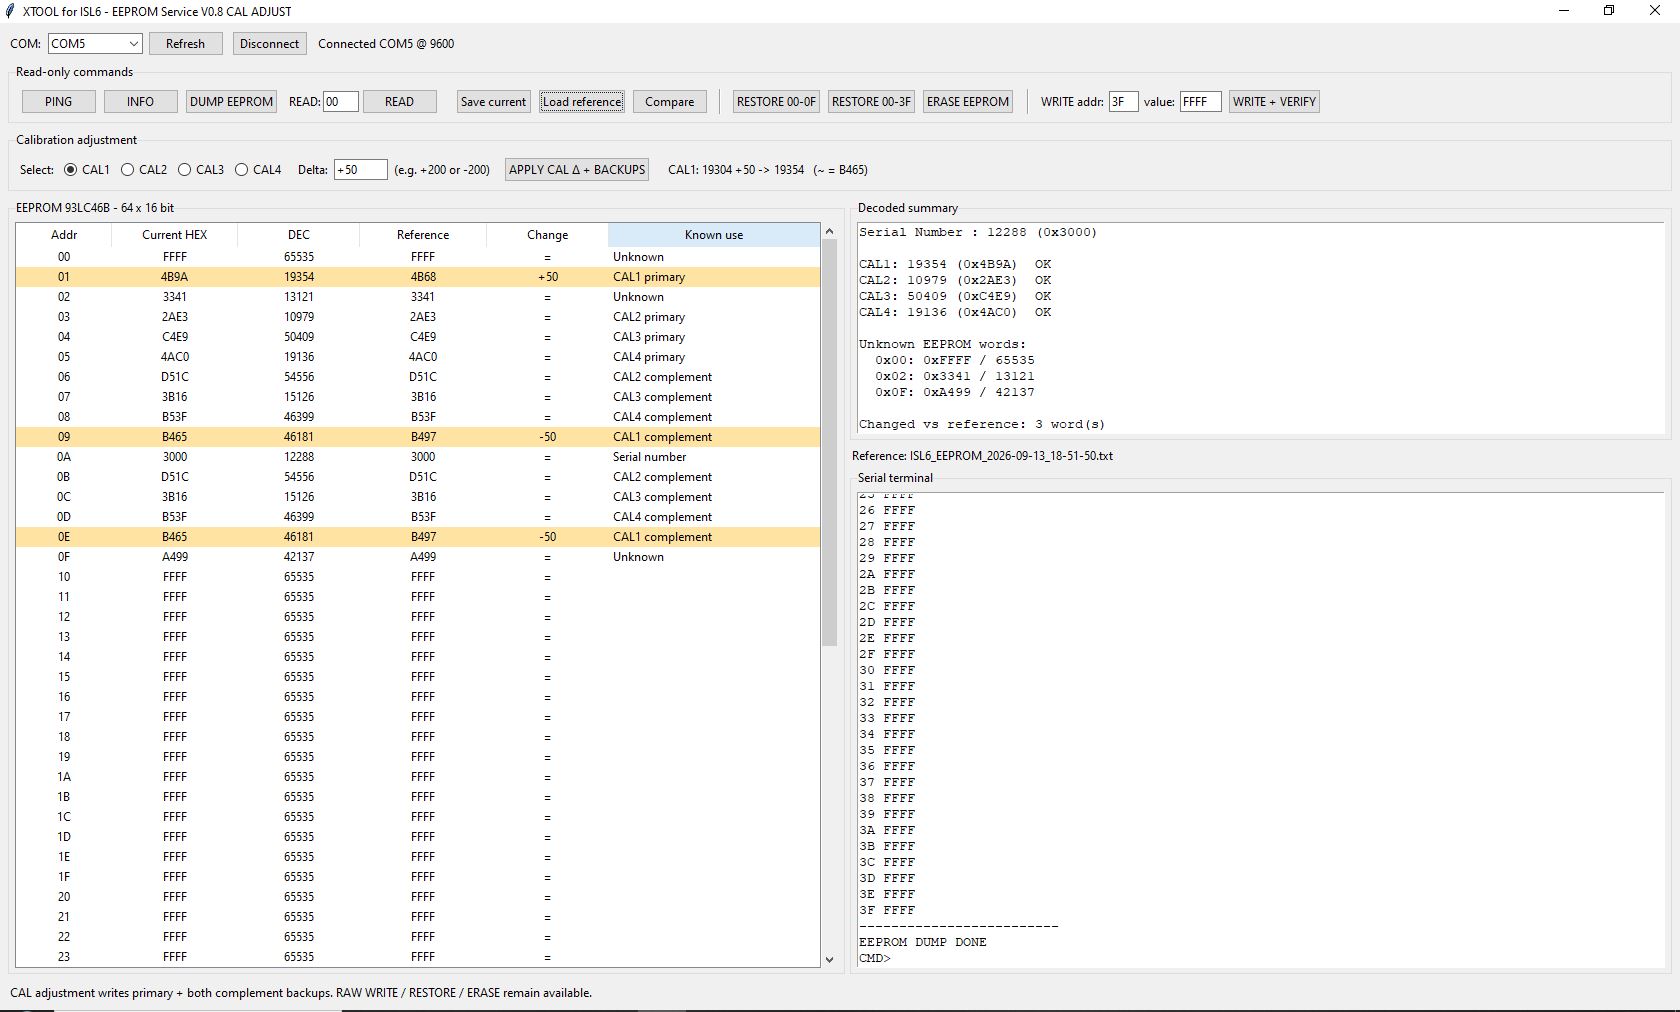 XTOOL for ISL6 - EEPROM Service V0.8 CAL ADJUST
COM: COM5 Refresh Disconnect Connected COM5 @ 9600
Read-only commands
PING INFO DUMP EEPROM READ: 00 READ Save current Load reference Compare RESTORE 00-0F RESTORE 00-3F ERASE EEPROM WRITE addr: 3F value: FFFF WRITE + VERIFY
Calibration adjustment
Select: CAL1 CAL2 CAL3 CAL4 Delta: +50 (e.g. +200 or -200) APPLY CAL Δ + BACKUPS CAL1: 19304 +50 -> 19354 (~ = B465)
EEPROM 93LC46B - 64 x 16 bit
Addr Current HEX DEC Reference Change Known use
00 FFFF 65535 FFFF = Unknown
01 4B9A 19354 4B68 +50 CAL1 primary
02 3341 13121 3341 = Unknown
03 2AE3 10979 2AE3 = CAL2 primary
04 C4E9 50409 C4E9 = CAL3 primary
05 4AC0 19136 4AC0 = CAL4 primary
06 D51C 54556 D51C = CAL2 complement
07 3B16 15126 3B16 = CAL3 complement
08 B53F 46399 B53F = CAL4 complement
09 B465 46181 B497 -50 CAL1 complement
0A 3000 12288 3000 = Serial number
0B D51C 54556 D51C = CAL2 complement
0C 3B16 15126 3B16 = CAL3 complement
0D B53F 46399 B53F = CAL4 complement
0E B465 46181 B497 -50 CAL1 complement
0F A499 42137 A499 = Unknown
10 FFFF 65535 FFFF =
11 FFFF 65535 FFFF =
12 FFFF 65535 FFFF =
13 FFFF 65535 FFFF =
14 FFFF 65535 FFFF =
15 FFFF 65535 FFFF =
16 FFFF 65535 FFFF =
17 FFFF 65535 FFFF =
18 FFFF 65535 FFFF =
19 FFFF 65535 FFFF =
1A FFFF 65535 FFFF =
1B FFFF 65535 FFFF =
1C FFFF 65535 FFFF =
1D FFFF 65535 FFFF =
1E FFFF 65535 FFFF =
1F FFFF 65535 FFFF =
20 FFFF 65535 FFFF =
21 FFFF 65535 FFFF =
22 FFFF 65535 FFFF =
23 FFFF 65535 FFFF =
Decoded summary
Serial Number : 12288 (0x3000)
CAL1: 19354 (0x4B9A) OK
CAL2: 10979 (0x2AE3) OK
CAL3: 50409 (0xC4E9) OK
CAL4: 19136 (0x4AC0) OK
Unknown EEPROM words:
0x00: 0xFFFF / 65535
0x02: 0x3341 / 13121
0x0F: 0xA499 / 42137
Changed vs reference: 3 word(s)
Reference: ISL6_EEPROM_2026-09-13_18-51-50.txt
Serial terminal
25 FFFF
26 FFFF
27 FFFF
28 FFFF
29 FFFF
2A FFFF
2B FFFF
2C FFFF
2D FFFF
2E FFFF
2F FFFF
30 FFFF
31 FFFF
32 FFFF
33 FFFF
34 FFFF
35 FFFF
36 FFFF
37 FFFF
38 FFFF
39 FFFF
3A FFFF
3B FFFF
3C FFFF
3D FFFF
3E FFFF
3F FFFF
-------------------------
EEPROM DUMP DONE
CMD>
CAL adjustment writes primary + both complement backups. RAW WRITE / RESTORE / ERASE remain available.